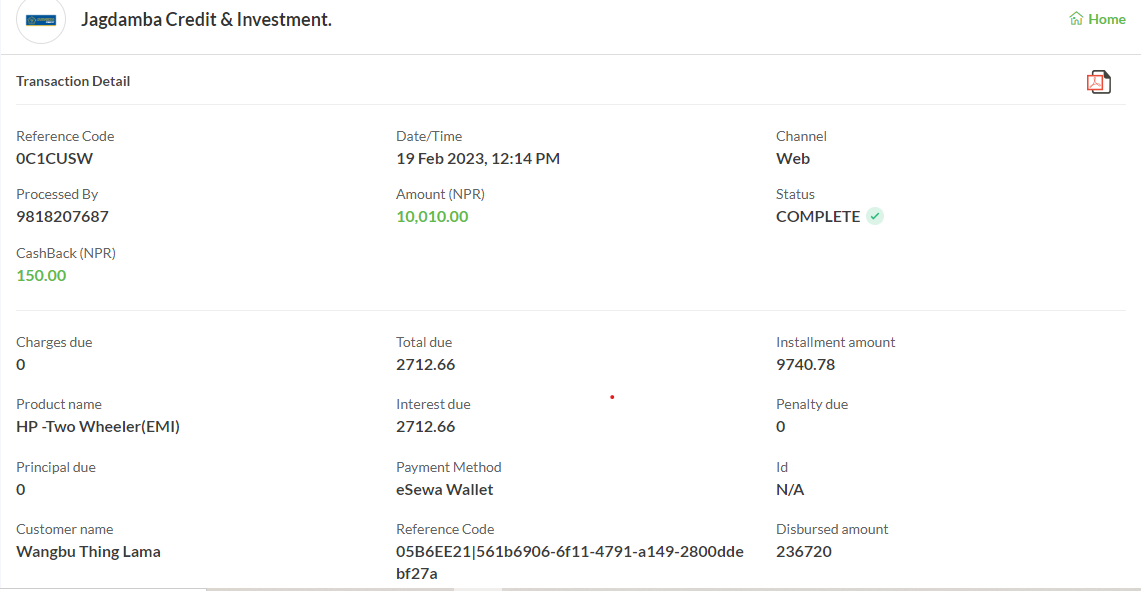 Jagdamba Credit & Investment.
Home
Transaction Detail
Reference Code
0C1CUSW
Date/Time
19 Feb 2023, 12:14 PM
Channel
Web
Processed By
9818207687
Amount (NPR)
10,010.00
Status
COMPLETE
CashBack (NPR)
150.00
Charges due
0
Total due
2712.66
Installment amount
9740.78
Product name
HP -Two Wheeler(EMI)
Interest due
2712.66
Penalty due
0
Principal due
0
Payment Method
eSewa Wallet
Id
N/A
Customer name
Wangbu Thing Lama
Reference Code
05B6EE21|561b6906-6f11-4791-a149-2800dde
bf27a
Disbursed amount
236720